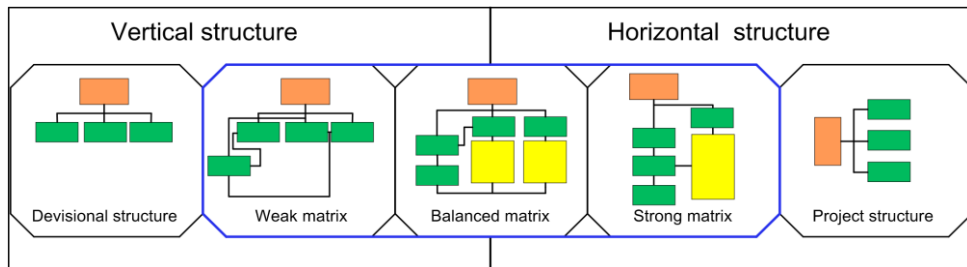 Vertical structure
Horizontal structure
Devisional structure
Weak matrix
Balanced matrix
Strong matrix
Project structure